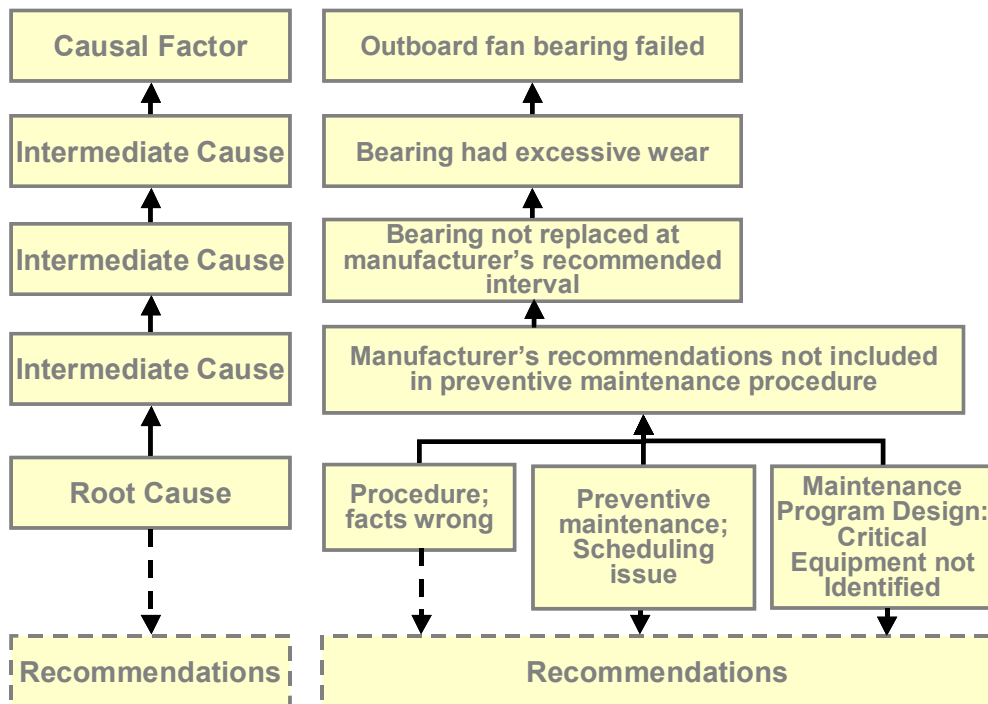 Causal Factor
Outboard fan bearing failed
Intermediate Cause
Bearing had excessive wear
Intermediate Cause
Bearing not replaced at
manufacturer’s recommended
interval
Intermediate Cause
Manufacturer’s recommendations not included
in preventive maintenance procedure
Root Cause
Procedure;
facts wrong
Preventive
maintenance;
Scheduling
issue
Maintenance
Program Design:
Critical
Equipment not
Identified
Recommendations
Recommendations